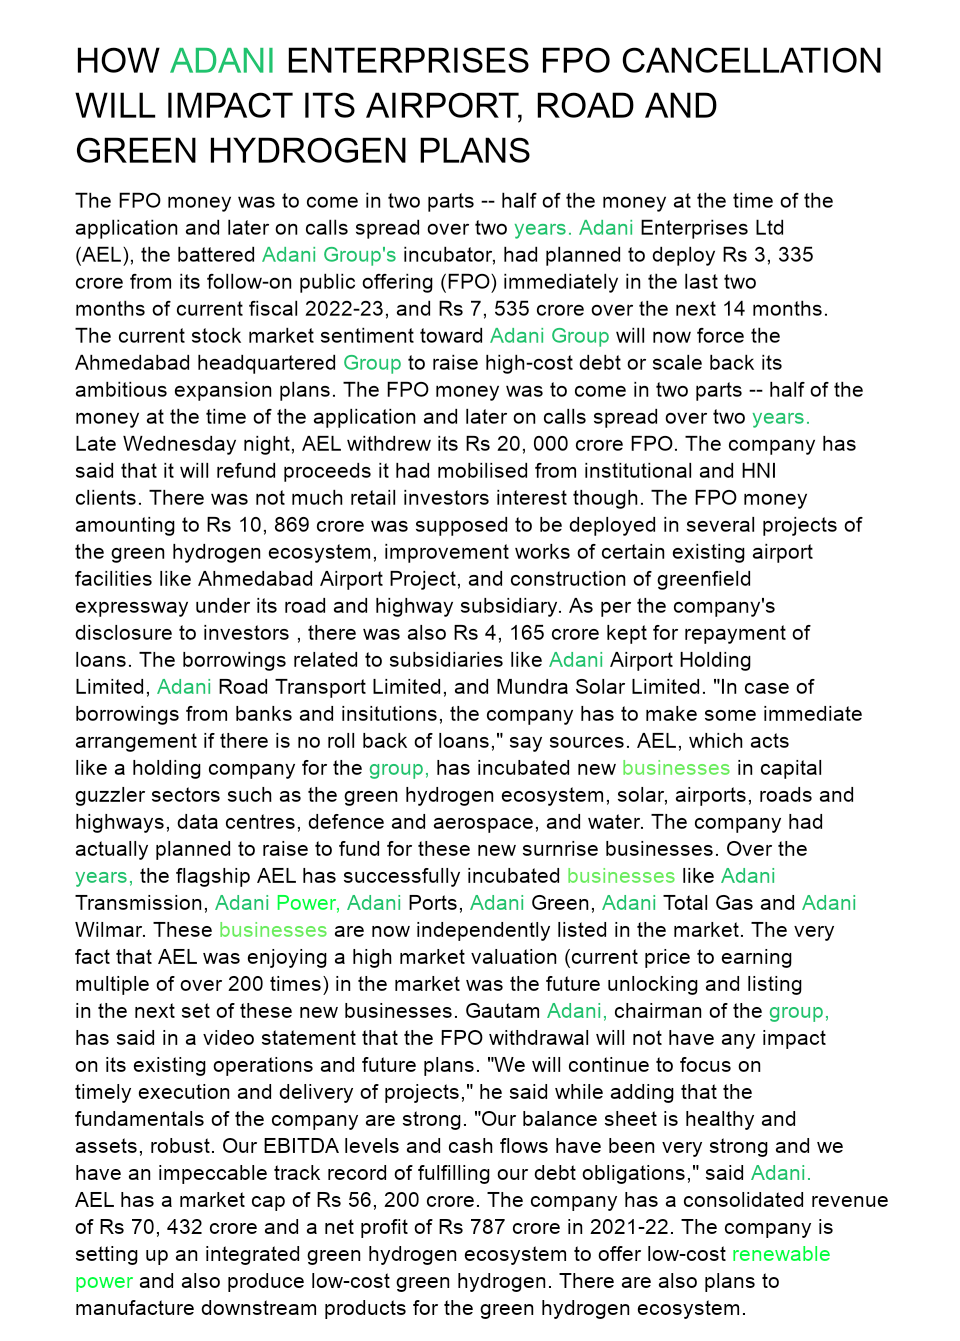 HOW ADANI ENTERPRISES FPO CANCELLATION
WILL IMPACT ITS AIRPORT, ROAD AND
GREEN HYDROGEN PLANS
The FPO money was to come in two parts -- half of the money at the time of the
application and later on calls spread over two years. Adani Enterprises Ltd
(AEL), the battered Adani Group's incubator, had planned to deploy Rs 3, 335
crore from its follow-on public offering (FPO) immediately in the last two
months of current fiscal 2022-23, and Rs 7, 535 crore over the next 14 months.
The current stock market sentiment toward Adani Group will now force the
Ahmedabad headquartered Group to raise high-cost debt or scale back its
ambitious expansion plans. The FPO money was to come in two parts -- half of the
money at the time of the application and later on calls spread over two years.
Late Wednesday night, AEL withdrew its Rs 20, 000 crore FPO. The company has
said that it will refund proceeds it had mobilised from institutional and HNI
clients. There was not much retail investors interest though. The FPO money
amounting to Rs 10, 869 crore was supposed to be deployed in several projects of
the green hydrogen ecosystem, improvement works of certain existing airport
facilities like Ahmedabad Airport Project, and construction of greenfield
expressway under its road and highway subsidiary. As per the company's
disclosure to investors , there was also Rs 4, 165 crore kept for repayment of
loans. The borrowings related to subsidiaries like Adani Airport Holding
Limited, Adani Road Transport Limited, and Mundra Solar Limited. "In case of
borrowings from banks and insitutions, the company has to make some immediate
arrangement if there is no roll back of loans," say sources. AEL, which acts
like a holding company for the group, has incubated new businesses in capital
guzzler sectors such as the green hydrogen ecosystem, solar, airports, roads and
highways, data centres, defence and aerospace, and water. The company had
actually planned to raise to fund for these new surnrise businesses. Over the
years, the flagship AEL has successfully incubated businesses like Adani
Transmission, Adani Power, Adani Ports, Adani Green, Adani Total Gas and Adani
Wilmar. These businesses are now independently listed in the market. The very
fact that AEL was enjoying a high market valuation (current price to earning
multiple of over 200 times) in the market was the future unlocking and listing
in the next set of these new businesses. Gautam Adani, chairman of the group,
has said in a video statement that the FPO withdrawal will not have any impact
on its existing operations and future plans. "We will continue to focus on
timely execution and delivery of projects," he said while adding that the
fundamentals of the company are strong. "Our balance sheet is healthy and
assets, robust. Our EBITDA levels and cash flows have been very strong and we
have an impeccable track record of fulfilling our debt obligations," said Adani.
AEL has a market cap of Rs 56, 200 crore. The company has a consolidated revenue
of Rs 70, 432 crore and a net profit of Rs 787 crore in 2021-22. The company is
setting up an integrated green hydrogen ecosystem to offer low-cost renewable
power and also produce low-cost green hydrogen. There are also plans to
manufacture downstream products for the green hydrogen ecosystem.